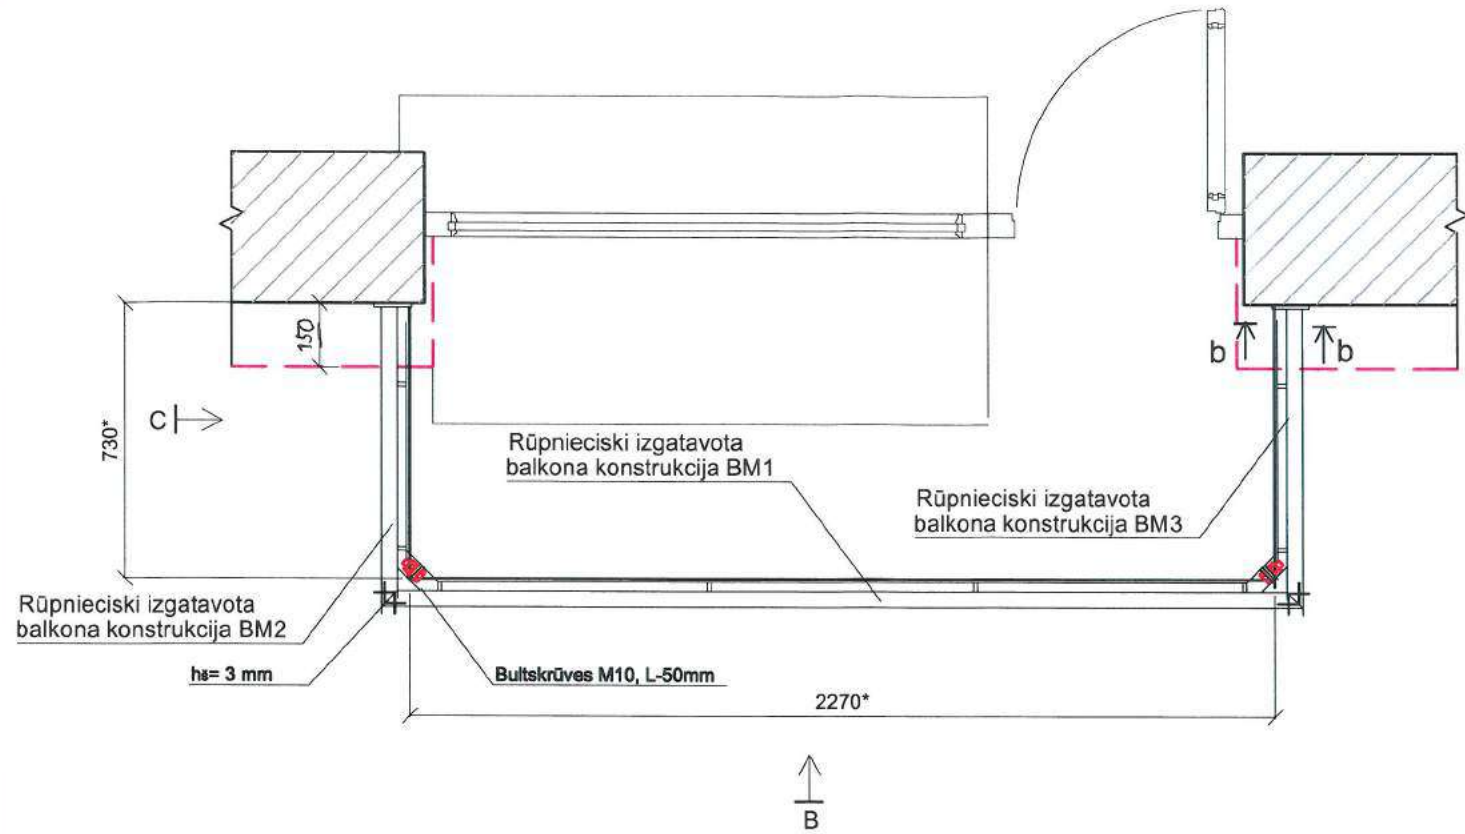 150
b
b
C
730*
Rūpnieciski izgatavota
balkona konstrukcija BM1
Rūpnieciski izgatavota
balkona konstrukcija BM3
Rūpnieciski izgatavota
balkona konstrukcija BM2
hš= 3 mm
Bultskrūves M10, L-50mm
2270*
B